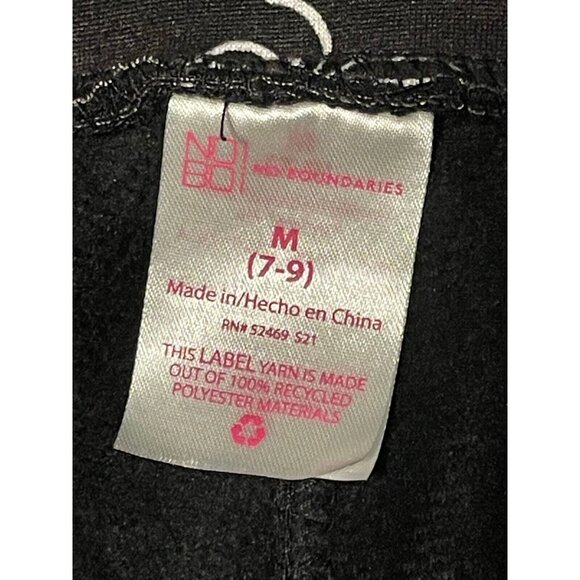 NO
BO
NO BOUNDARIES
M
(7-9)
Made in/Hecho en China
RN# 52469 S21
THIS LABEL YARN IS MADE
OUT OF 100% RECYCLED
POLYESTER MATERIALS